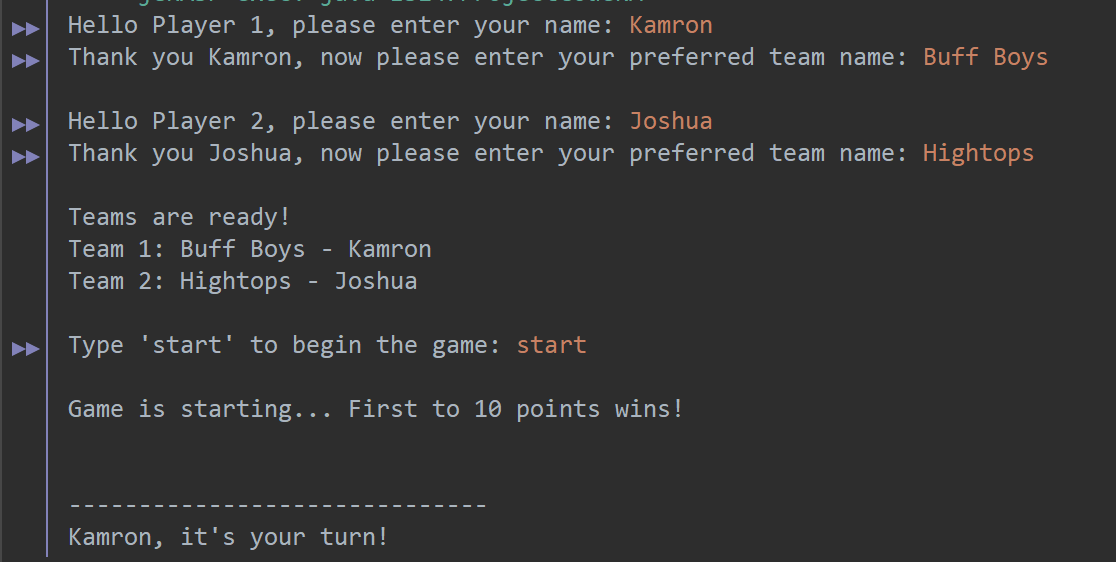 Hello Player 1, please enter your name: Kamron
Thank you Kamron, now please enter your preferred team name: Buff Boys
Hello Player 2, please enter your name: Joshua
Thank you Joshua, now please enter your preferred team name: Hightops
Teams are ready!
Team 1: Buff Boys - Kamron
Team 2: Hightops - Joshua
Type 'start' to begin the game: start
Game is starting... First to 10 points wins!
------------------------------
Kamron, it's your turn!